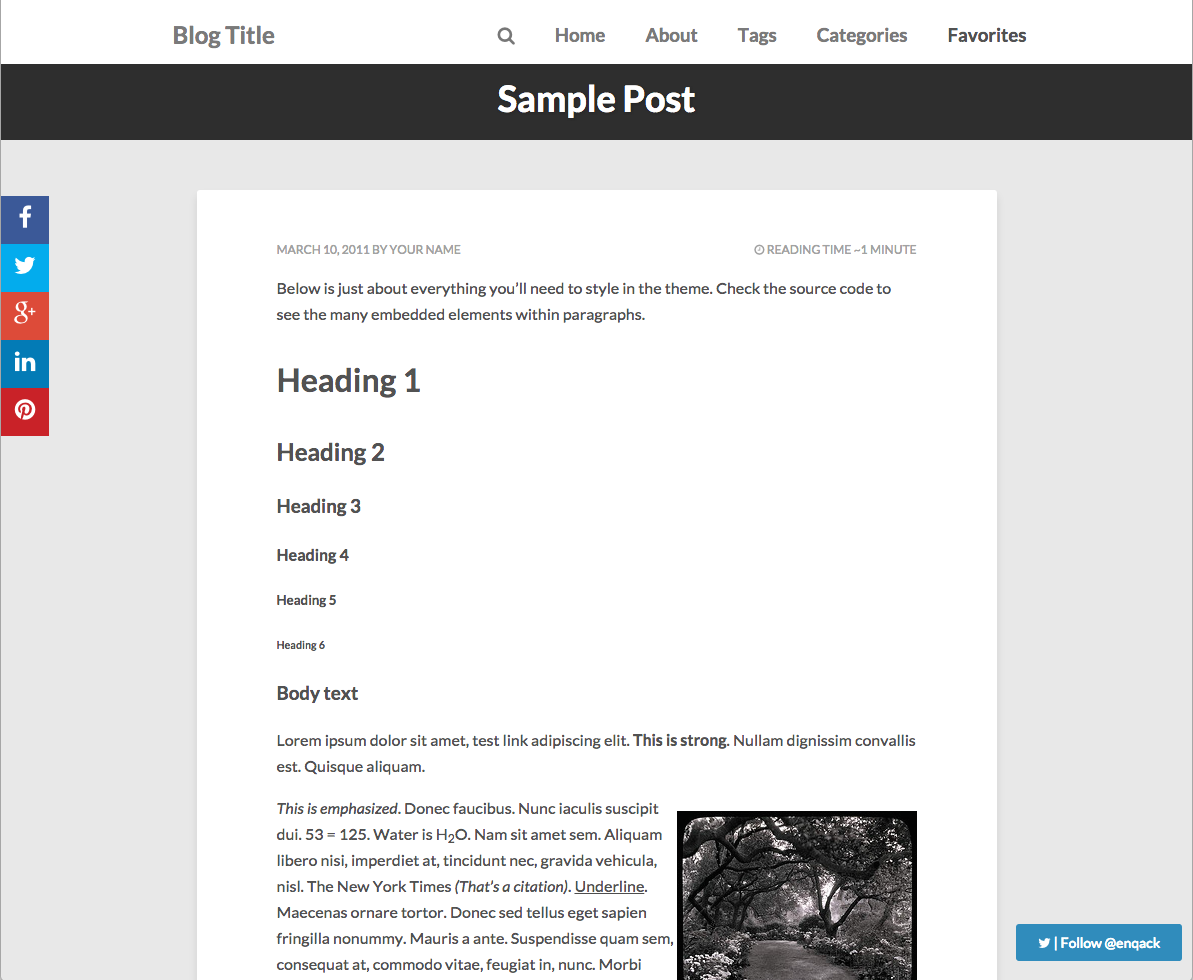 Blog Title
Home About Tags Categories Favorites
Sample Post
MARCH 10, 2011 BY YOUR NAME
READING TIME ~1 MINUTE
Below is just about everything you’ll need to style in the theme. Check the source code to
see the many embedded elements within paragraphs.
Heading 1
Heading 2
Heading 3
Heading 4
Heading 5
Heading 6
Body text
Lorem ipsum dolor sit amet, test link adipiscing elit. This is strong. Nullam dignissim convallis
est. Quisque aliquam.
This is emphasized. Donec faucibus. Nunc iaculis suscipit
dui. 53 = 125. Water is H₂O. Nam sit amet sem. Aliquam
libero nisi, imperdiet at, tincidunt nec, gravida vehicula,
nisl. The New York Times (That’s a citation). Underline.
Maecenas ornare tortor. Donec sed tellus eget sapien
fringilla nonummy. Mauris a ante. Suspendisse quam sem,
consequat at, commodo vitae, feugiat in, nunc. Morbi
| Follow @enqack
f
g+
in